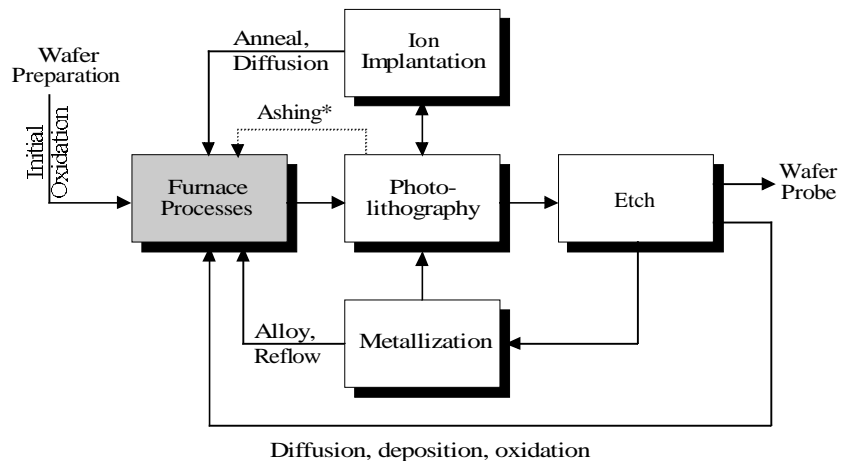 Wafer
Preparation
Initial
Oxidation
Anneal,
Diffusion
Ion
Implantation
Ashing*
Furnace
Processes
Photo-
lithography
Etch
Wafer
Probe
Alloy,
Reflow
Metallization
Diffusion, deposition, oxidation